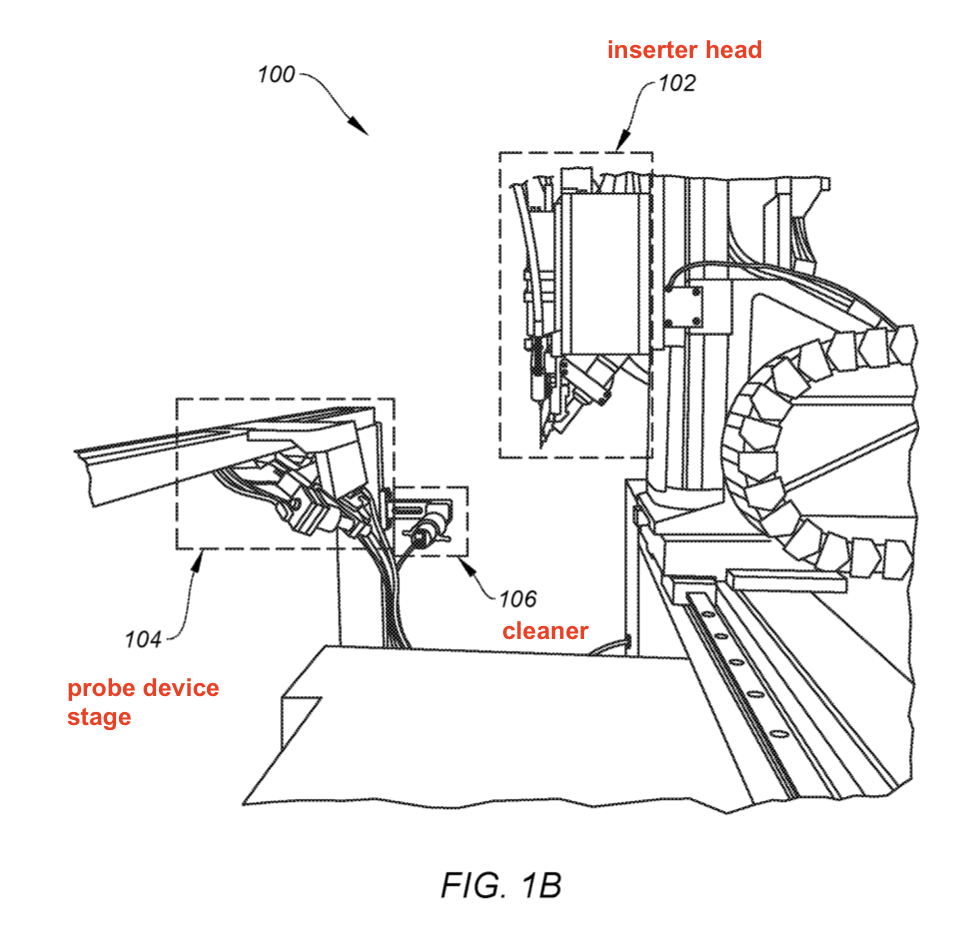 inserter head
100
102
106
cleaner
104
probe device
stage
FIG. 1B